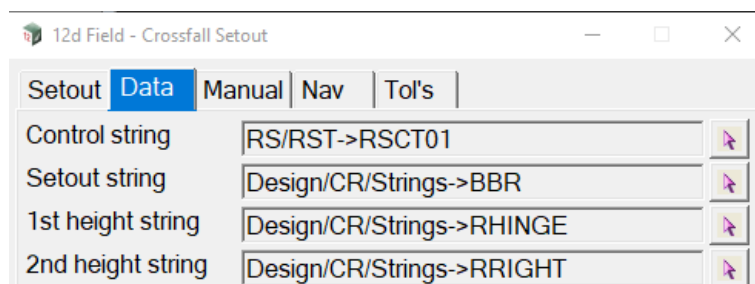 12d Field - Crossfall Setout
Setout Data Manual Nav Tol's
Control string RS/RST->RSCT01
Setout string Design/CR/Strings->BBR
1st height string Design/CR/Strings->RHINGE
2nd height string Design/CR/Strings->RRIGHT